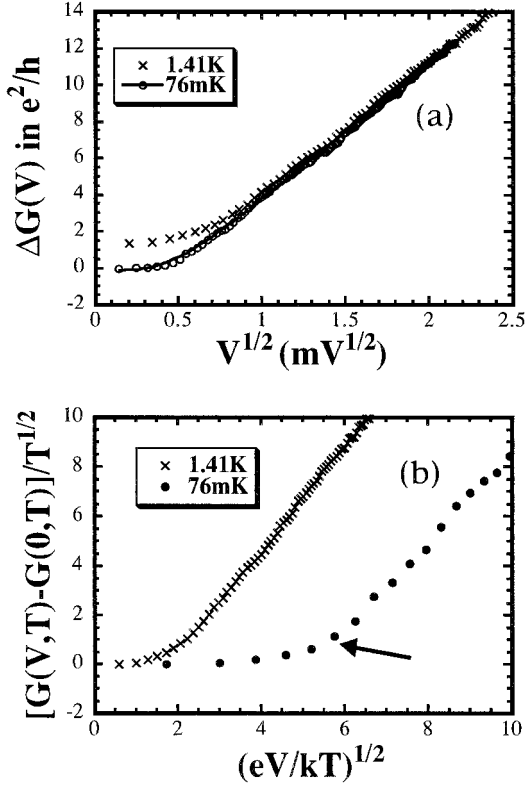 14
12
10
8
6
4
2
0
-2
ΔG(V) in e²/h
× 1.41K
76mK
(a)
0 0.5 1 1.5 2 2.5
V^1/2 (mV^1/2)
10
8
6
4
2
0
-2
[G(V,T)-G(0,T)]/T^1/2
× 1.41K
• 76mK
(b)
0 2 4 6 8 10
(eV/kT)^1/2